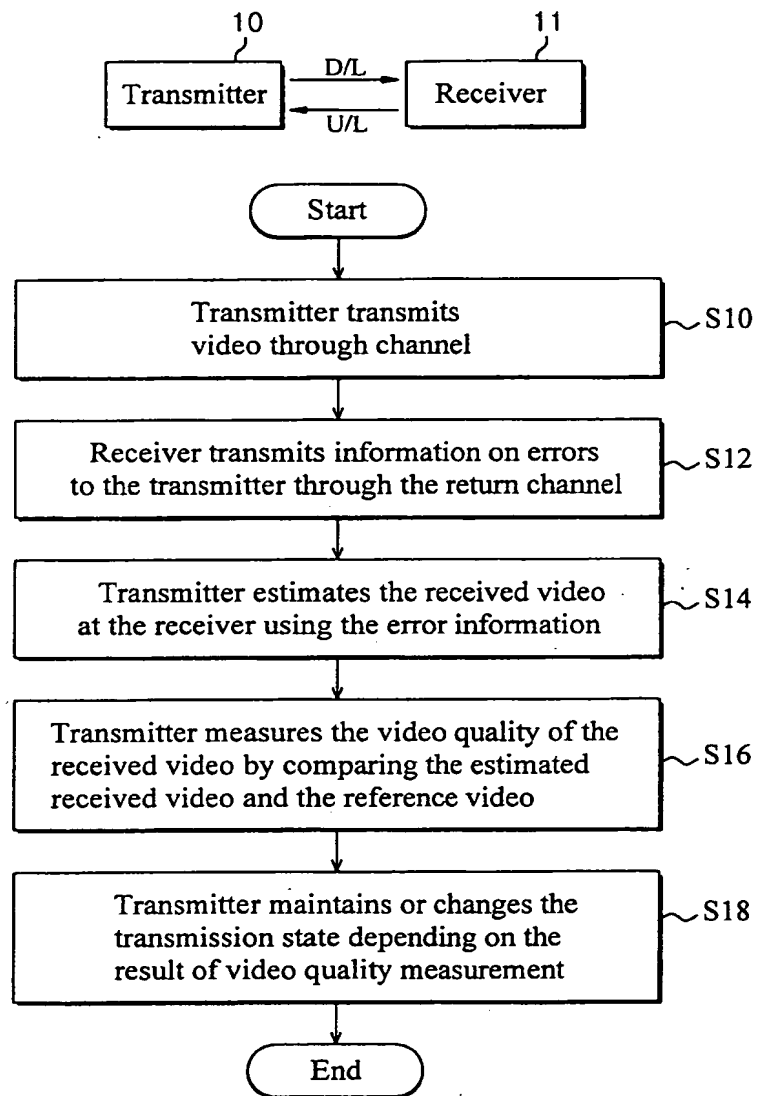 10
11
Transmitter
D/L
U/L
Receiver
Start
Transmitter transmits
video through channel
S10
Receiver transmits information on errors
to the transmitter through the return channel
S12
Transmitter estimates the received video
at the receiver using the error information
S14
Transmitter measures the video quality of the
received video by comparing the estimated
received video and the reference video
S16
Transmitter maintains or changes the
transmission state depending on the
result of video quality measurement
S18
End